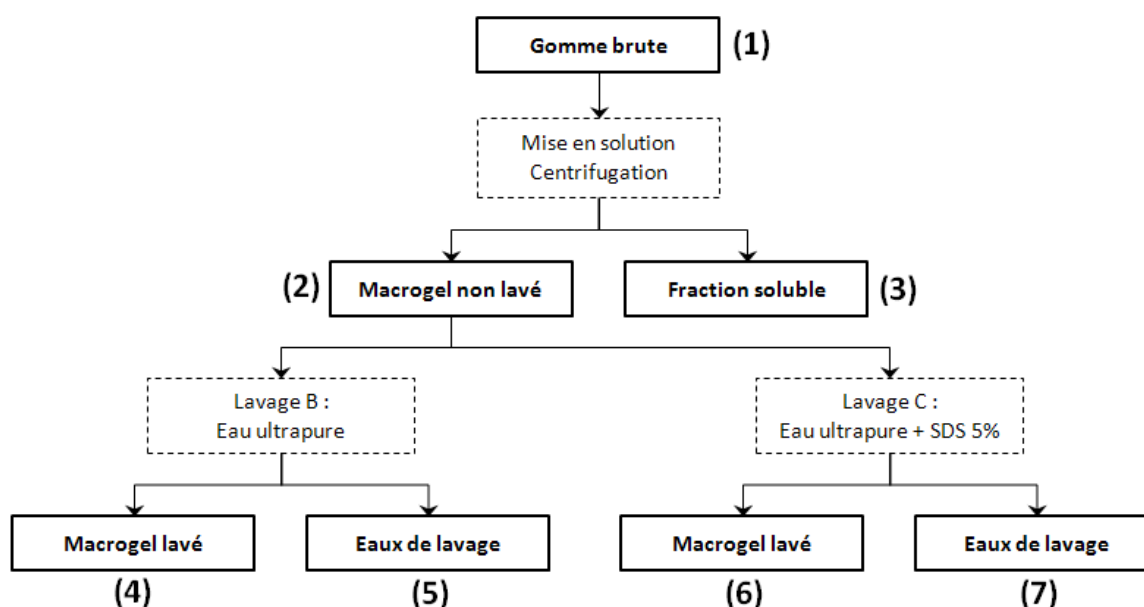 Gomme brute (1)
Mise en solution
Centrifugation
(2) Macrogel non lavé
Fraction soluble (3)
Lavage B :
Eau ultrapure
Lavage C :
Eau ultrapure + SDS 5%
Macrogel lavé
Eaux de lavage
Macrogel lavé
Eaux de lavage
(4)
(5)
(6)
(7)